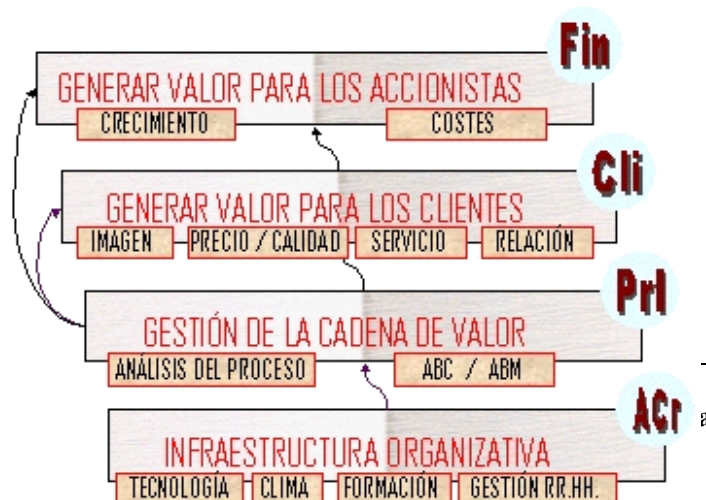 Fin
GENERAR VALOR PARA LOS ACCIONISTAS
CRECIMIENTO COSTES
Cli
GENERAR VALOR PARA LOS CLIENTES
IMAGEN PRECIO / CALIDAD SERVICIO RELACIÓN
PrI
GESTIÓN DE LA CADENA DE VALOR
ANÁLISIS DEL PROCESO ABC / ABM
ACr a
INFRAESTRUCTURA ORGANIZATIVA
TECNOLOGÍA CLIMA FORMACIÓN GESTIÓN RR.HH.